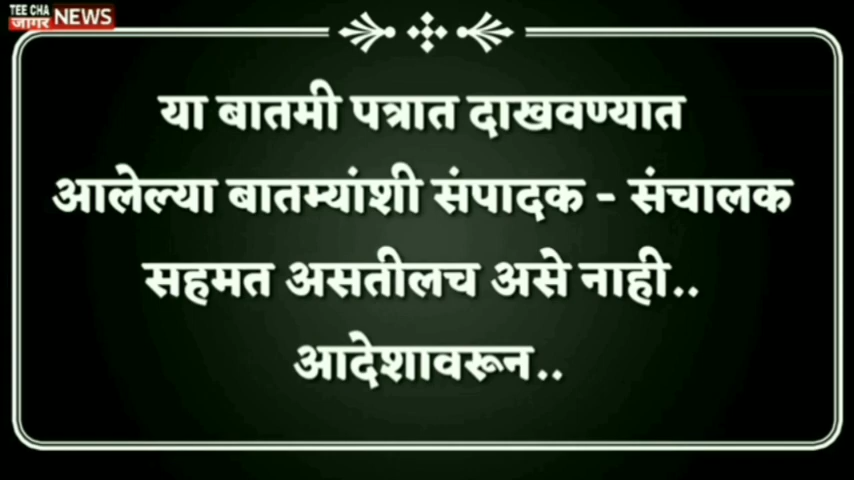 TEE CHA
जागर NEWS
या बातमी पत्रात दाखवण्यात
आलेल्या बातम्यांशी संपादक - संचालक
सहमत असतीलच असे नाही..
आदेशावरून..